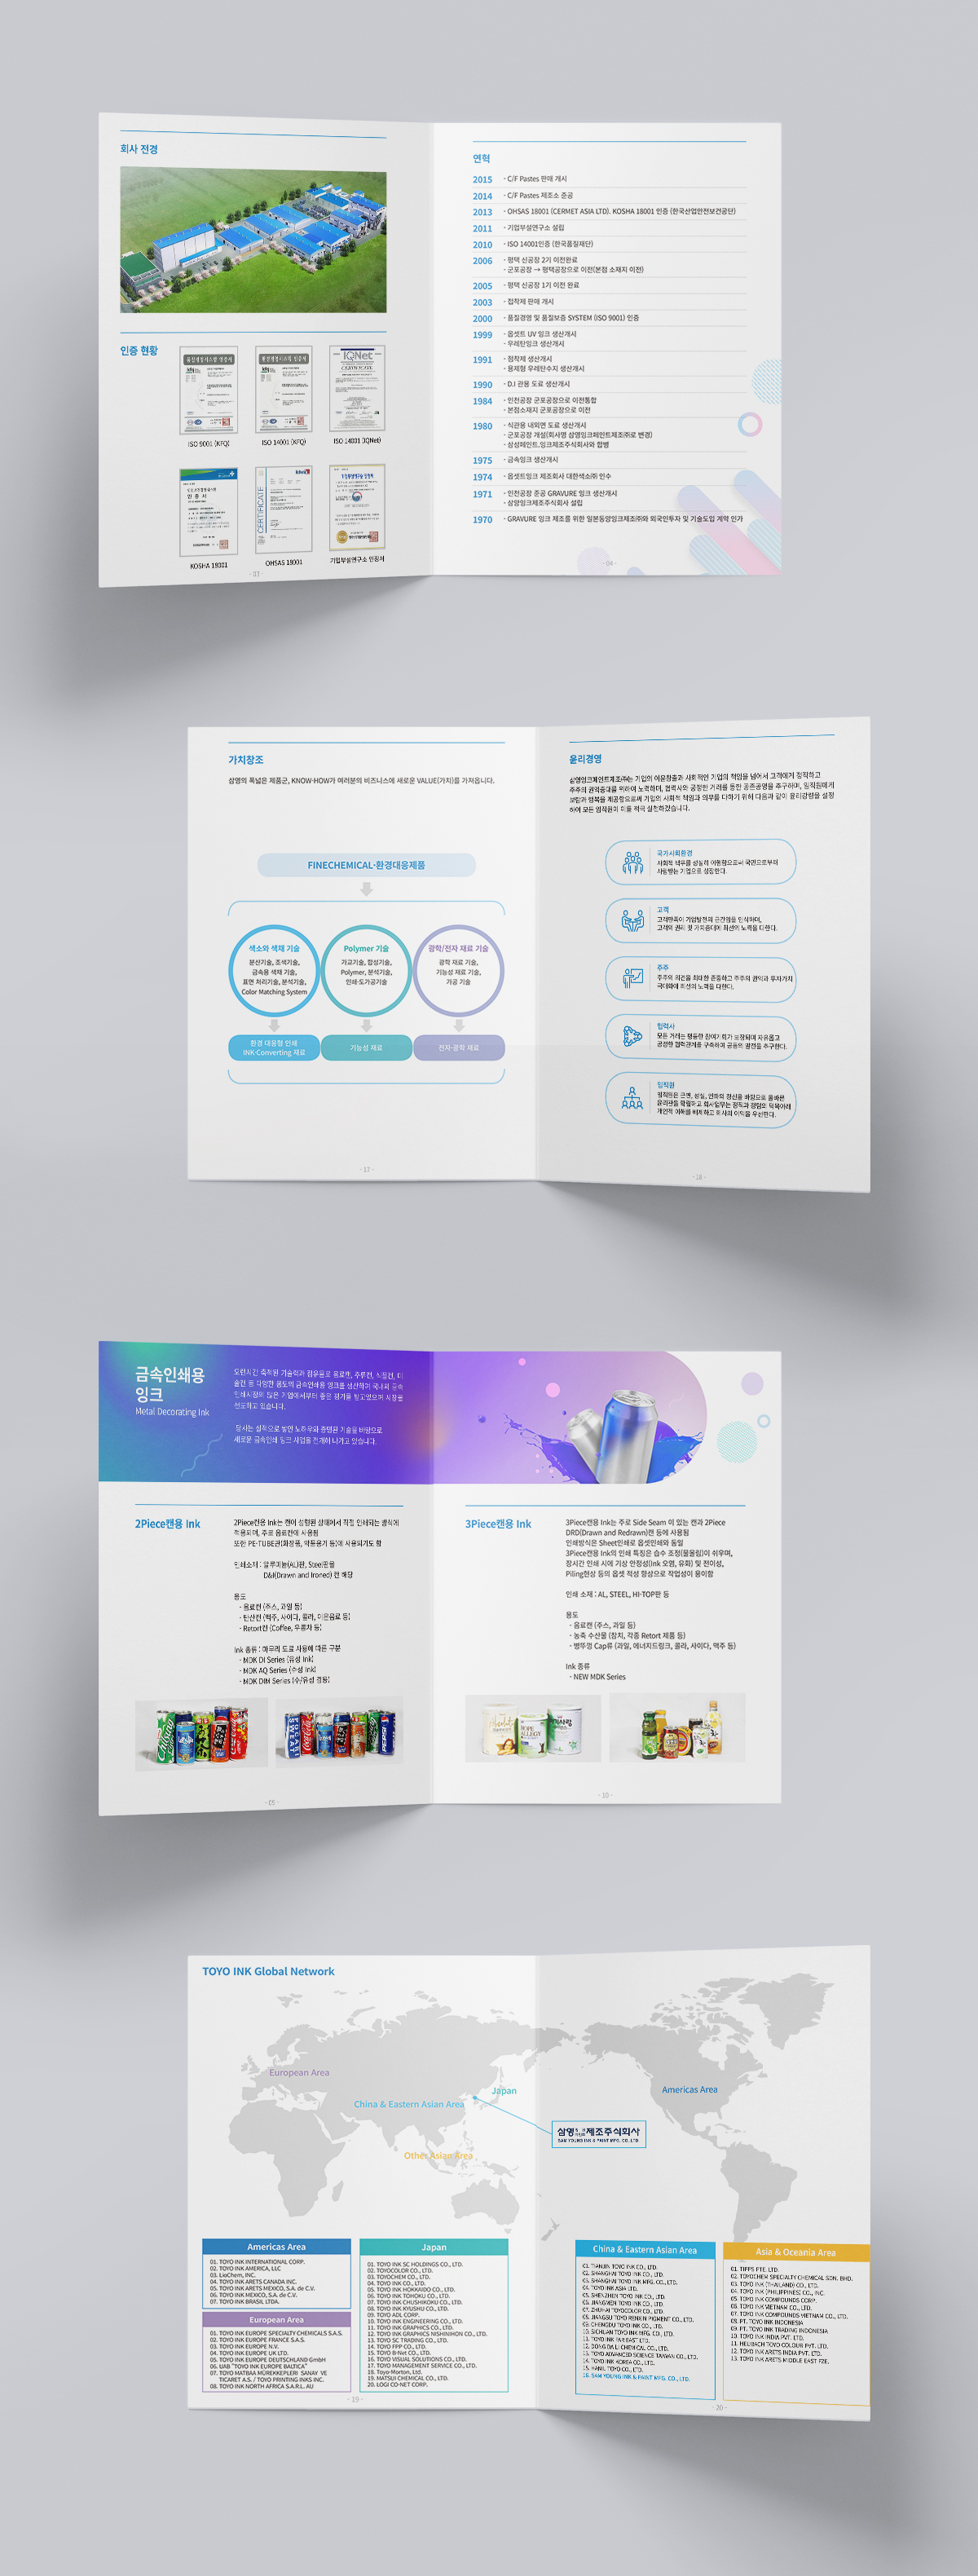 회사 전경
인증 현황
ISO 9001 (KFQ)
ISO 14001 (KFQ)
IQNet
CERTIFICATE
ISO 14001 (IQNet)
인 증 서
KOSHA 18001
CERTIFICATE
OHSAS 18001
기업부설연구소 인정서
- 03 -
연혁
2015 - C/F Pastes 판매 개시
2014 - C/F Pastes 제조소 준공
2013 - OHSAS 18001 (CERMET ASIA LTD). KOSHA 18001 인증 (한국산업안전보건공단)
2011 - 기업부설연구소 설립
2010 - ISO 14001인증 (한국품질재단)
2006 - 평택 신공장 2기 이전완료
- 군포공장 → 평택공장으로 이전(본점 소재지 이전)
2005 - 평택 신공장 1기 이전 완료
2003 - 접착제 판매 개시
2000 - 품질경영 및 품질보증 SYSTEM (ISO 9001) 인증
1999 - 옵셋트 UV 잉크 생산개시
- 우레탄잉크 생산개시
1991 - 점착제 생산개시
- 용제형 우레탄수지 생산개시
1990 - D.I 관용 도료 생산개시
1984 - 인천공장 군포공장으로 이전통합
- 본점소재지 군포공장으로 이전
1980 - 식관용 내외면 도료 생산개시
- 군포공장 개설(회사명 삼영잉크페인트제조㈜로 변경)
- 삼성페인트.잉크제조주식회사와 합병
1975 - 금속잉크 생산개시
1974 - 옵셋트잉크 제조회사 대한색소㈜ 인수
1971 - 인천공장 준공 GRAVURE 잉크 생산개시
- 삼영잉크제조주식회사 설립
1970 - GRAVURE 잉크 제조를 위한 일본동양잉크제조㈜와 외국인투자 및 기술도입 계약 인가
- 04 -
가치창조
삼영의 폭넓은 제품군, KNOW-HOW가 여러분의 비즈니스에 새로운 VALUE(가치)를 가져옵니다.
FINECHEMICAL·환경대응제품
색소와 색채 기술
분산기술, 조색기술,
금속용 색채 기술,
표면 처리기술, 분석기술,
Color Matching System
Polymer 기술
가교기술, 합성기술,
Polymer, 분석기술,
인쇄·도가공기술
광학/전자 재료 기술
광학 재료 기술,
기능성 재료 기술,
가공 기술
환경 대응형 인쇄
INK·Converting 재료
기능성 재료
전자·광학 재료
- 17 -
윤리경영
삼영잉크페인트제조㈜는 기업의 이윤창출과 사회적인 기업의 책임을 넘어서 고객에게 정직하고
주주의 권익증대를 위하여 노력하며, 협력사와 공정한 거래를 통한 공존공영을 추구하며, 임직원에게
보람과 행복을 제공함으로써 기업의 사회적 책임과 의무를 다하기 위해 다음과 같이 윤리강령을 설정
하여 모든 임직원이 이를 적극 실천하겠습니다.
국가사회환경
사회적 책무를 성실히 이행함으로써 국민으로부터
사랑받는 기업으로 성장한다.
고객
고객만족이 기업발전의 근간임을 인식하며,
고객의 권리 및 가치증대에 최선의 노력을 다한다.
주주
주주의 의견을 최대한 존중하고 주주의 권익과 투자가치
극대화에 최선의 노력을 다한다.
협력사
모든 거래는 평등한 참여기회가 보장되며 자유롭고
공정한 협력관계를 구축하여 공동의 발전을 추구한다.
임직원
임직원은 근면, 성실, 인화의 정신을 바탕으로 올바른
윤리관을 확립하고 회사업무는 정직과 경험의 덕목아래
개인적 이해를 배제하고 회사의 이익을 우선한다.
- 18 -
금속인쇄용
잉크
Metal Decorating Ink
오랜시간 축적된 기술력과 점유율로 음료캔, 주류캔, 식품캔, 미
술캔 등 다양한 용도의 금속인쇄용 잉크를 생산하여 국내외 금속
인쇄시장의 많은 기업에서부터 좋은 평가를 받고있으며 시장을
선도하고 있습니다.
당사는 실적으로 쌓인 노하우와 증명된 기술을 바탕으로
새로운 금속인쇄 잉크 사업을 전개해 나가고 있습니다.
2Piece캔용 Ink
2Piece캔용 Ink는 캔이 성형된 상태에서 직접 인쇄되는 방식에
적용되며, 주로 음료캔에 사용됨
또한 PE·TUBE관(화장품, 약품용기 등)에 사용되기도 함
인쇄소재 : 알루미늄(AL)관, Steel관용
D&I(Drawn and Ironed) 캔 해당
용도
- 음료캔 (주스, 과일 등)
- 탄산캔 (맥주, 사이다, 콜라, 이온음료 등)
- Retort캔 (Coffee, 우롱차 등)
Ink 종류 : 마무리 도료 사용에 따른 구분
- MDK DI Series (유성 Ink)
- MDK AQ Series (수성 Ink)
- MDK DIM Series (수/유성 겸용)
Chilsung
Coca-Cola
PEPSI
- 09 -
3Piece캔용 Ink
3Piece캔용 Ink는 주로 Side Seam 이 있는 캔과 2Piece
DRD(Drawn and Redrawn)캔 등에 사용됨
인쇄방식은 Sheet인쇄로 옵셋인쇄와 동일
3Piece캔용 Ink의 인쇄 특징은 습수 조정(물올림)이 쉬우며,
장시간 인쇄 시에 기상 안정성(Ink 오염, 유화) 및 전이성,
Piling현상 등의 옵셋 적성 향상으로 작업성이 용이함
인쇄 소재 : AL, STEEL, HI-TOP판 등
용도
- 음료캔 (주스, 과일 등)
- 농축 수산물 (참치, 각종 Retort 제품 등)
- 병뚜껑 Cap류 (과일, 에너지드링크, 콜라, 사이다, 맥주 등)
Ink 종류
- NEW MDK Series
- 10 -
TOYO INK Global Network
European Area
China & Eastern Asian Area
Japan
Other Asian Area
Americas Area
삼영잉크페인트제조주식회사
SAM YOUNG INK & PAINT MFG. CO., LTD.
Americas Area
01. TOYO INK INTERNATIONAL CORP.
02. TOYO INK AMERICA, LLC
03. LioChem, INC.
04. TOYO INK ARETS CANADA INC.
05. TOYO INK ARETS MEXICO, S.A. de C.V.
06. TOYO INK MEXICO, S.A. de C.V.
07. TOYO INK BRASIL LTDA.
European Area
01. TOYO INK EUROPE SPECIALTY CHEMICALS S.A.S.
02. TOYO INK EUROPE FRANCE S.A.S.
03. TOYO INK EUROPE N.V.
04. TOYO INK EUROPE UK LTD.
05. TOYO INK EUROPE DEUTSCHLAND GmbH
06. UAB "TOYO INK EUROPE BALTICA"
07. TOYO MATBAA MÜREKKEPLERI SANAY VE
TICARET A.S. / TOYO PRINTING INKS INC.
08. TOYO INK NORTH AFRICA S.A.R.L. AU
Japan
01. TOYO INK SC HOLDINGS CO., LTD.
02. TOYOCOLOR CO., LTD.
03. TOYOCHEM CO., LTD.
04. TOYO INK CO., LTD.
05. TOYO INK HOKKAIDO CO., LTD.
06. TOYO INK TOHOKU CO., LTD.
07. TOYO INK CHUSHIKOKU CO., LTD.
08. TOYO INK KYUSHU CO., LTD.
09. TOYO ADL CORP.
10. TOYO INK ENGINEERING CO., LTD.
11. TOYO INK GRAPHICS CO., LTD.
12. TOYO INK GRAPHICS NISHINIHON CO., LTD.
13. TOYO SC TRADING CO., LTD.
14. TOYO FPP CO., LTD.
15. TOYO B-Net CO., LTD.
16. TOYO VISUAL SOLUTIONS CO., LTD.
17. TOYO MANAGEMENT SERVICE CO., LTD.
18. Toyo-Morton, Ltd.
19. MATSUI CHEMICAL CO., LTD.
20. LOGI CO-NET CORP.
- 19 -
China & Eastern Asian Area
01. TIANJIN TOYO INK CO., LTD.
02. SHANGHAI TOYO INK CO., LTD.
03. SHANGHAI TOYO INK MFG. CO., LTD.
04. TOYO INK ASIA LTD.
05. SHENZHEN TOYO INK CO., LTD.
06. JIANGMEN TOYO INK CO., LTD.
07. ZHUHAI TOYOCOLOR CO., LTD.
08. JIANGSU TOYO RENXIN PIGMENT CO., LTD.
09. CHENGDU TOYO INK CO., LTD.
10. SICHUAN TOYO INK MFG. CO., LTD.
11. TOYO INK FAR EAST LTD.
12. DONG DA LI CHEMICAL CO., LTD.
13. TOYO ADVANCED SCIENCE TAIWAN CO., LTD.
14. TOYO INK KOREA CO., LTD.
15. HANIL TOYO CO., LTD.
16. SAM YOUNG INK & PAINT MFG. CO., LTD.
Asia & Oceania Area
01. TIPPS PTE. LTD.
02. TOYOCHEM SPECIALTY CHEMICAL SDN. BHD.
03. TOYO INK (THAILAND) CO., LTD.
04. TOYO INK (PHILIPPINES) CO., INC.
05. TOYO INK COMPOUNDS CORP.
06. TOYO INK VIETNAM CO., LTD.
07. TOYO INK COMPOUNDS VIETNAM CO., LTD.
08. PT. TOYO INK INDONESIA
09. PT. TOYO INK TRADING INDONESIA
10. TOYO INK INDIA PVT. LTD.
11. HEUBACH TOYO COLOUR PVT. LTD.
12. TOYO INK ARETS INDIA PVT. LTD.
13. TOYO INK ARETS MIDDLE EAST FZE.
- 20 -